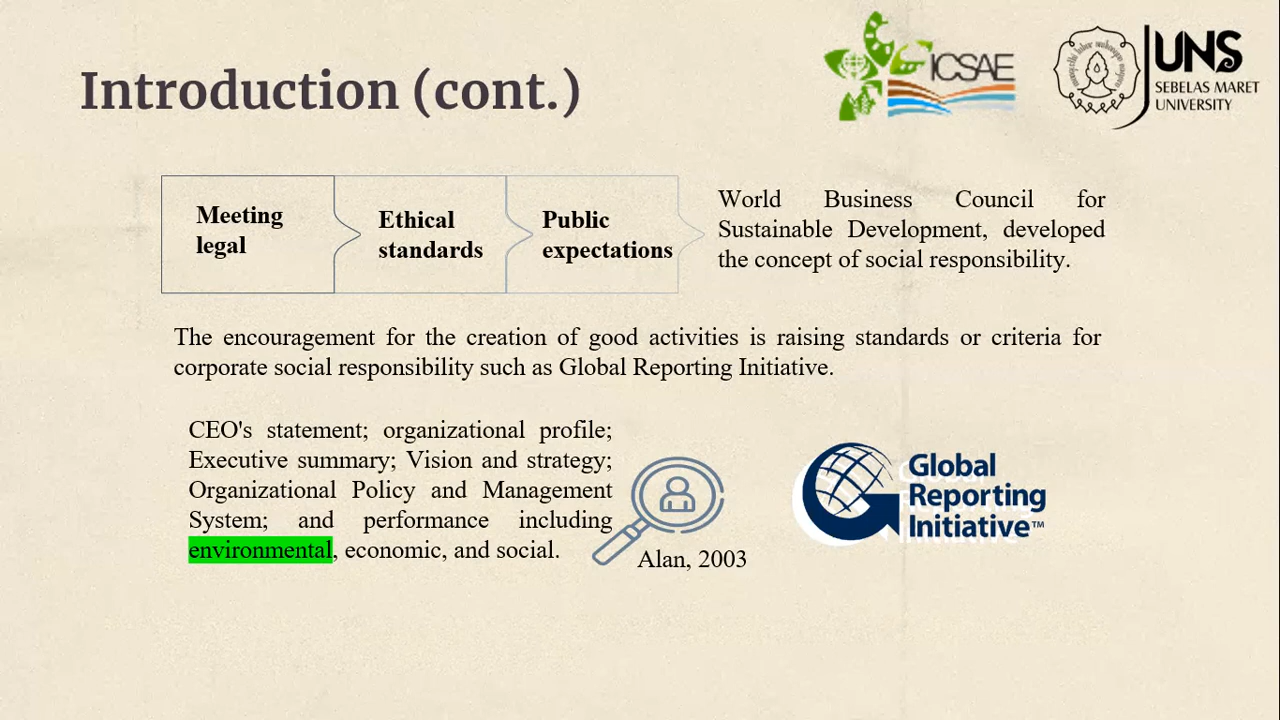 Introduction (cont.)
ICSAE
UNS
SEBELAS MARET
UNIVERSITY
Meeting
legal
Ethical
standards
Public
expectations
World Business Council for
Sustainable Development, developed
the concept of social responsibility.
The encouragement for the creation of good activities is raising standards or criteria for
corporate social responsibility such as Global Reporting Initiative.
CEO's statement; organizational profile;
Executive summary; Vision and strategy;
Organizational Policy and Management
System; and performance including
environmental, economic, and social.
Alan, 2003
Global
Reporting
Initiative™